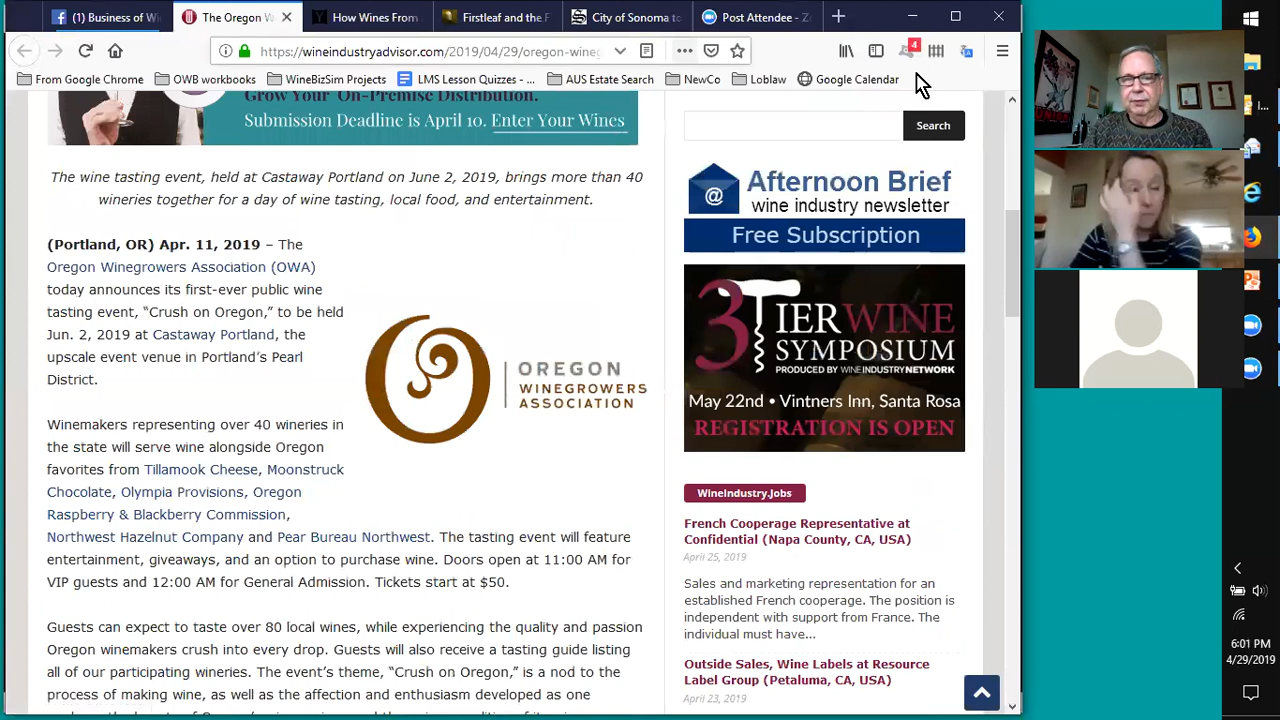 (1) Business of Wi
The Oregon W
How Wines From
Firstleaf and the F
City of Sonoma to
Post Attendee - Zo
https://wineindustryadvisor.com/2019/04/29/oregon-wineg
4
From Google Chrome
OWB workbooks
WineBizSim Projects
LMS Lesson Quizzes - ...
AUS Estate Search
NewCo
Loblaw
Google Calendar
Grow Your On-Premise Distribution.
Submission Deadline is April 10. Enter Your Wines
The wine tasting event, held at Castaway Portland on June 2, 2019, brings more than 40
wineries together for a day of wine tasting, local food, and entertainment.
(Portland, OR) Apr. 11, 2019 – The
Oregon Winegrowers Association (OWA)
today announces its first-ever public wine
tasting event, “Crush on Oregon,” to be held
Jun. 2, 2019 at Castaway Portland, the
upscale event venue in Portland’s Pearl
District.
OREGON
WINEGROWERS
ASSOCIATION
Winemakers representing over 40 wineries in
the state will serve wine alongside Oregon
favorites from Tillamook Cheese, Moonstruck
Chocolate, Olympia Provisions, Oregon
Raspberry & Blackberry Commission,
Northwest Hazelnut Company and Pear Bureau Northwest. The tasting event will feature
entertainment, giveaways, and an option to purchase wine. Doors open at 11:00 AM for
VIP guests and 12:00 AM for General Admission. Tickets start at $50.
Guests can expect to taste over 80 local wines, while experiencing the quality and passion
Oregon winemakers crush into every drop. Guests will also receive a tasting guide listing
all of our participating wineries. The event’s theme, “Crush on Oregon,” is a nod to the
process of making wine, as well as the affection and enthusiasm developed as one
Search
@
Afternoon Brief
wine industry newsletter
Free Subscription
3TIERWINE
SYMPOSIUM
PRODUCED BY WINEINDUSTRYNETWORK
May 22nd • Vintners Inn, Santa Rosa
REGISTRATION IS OPEN
WineIndustry.Jobs
French Cooperage Representative at
Confidential (Napa County, CA, USA)
April 25, 2019
Sales and marketing representation for an
established French cooperage. The position is
independent with support from France. The
individual must have...
Outside Sales, Wine Labels at Resource
Label Group (Petaluma, CA, USA)
April 23, 2019
6:01 PM
4/29/2019